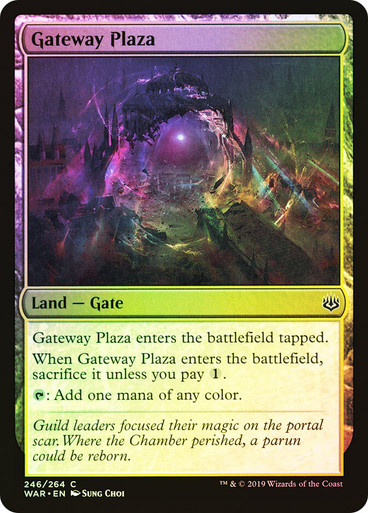 Gateway Plaza
Land — Gate
Gateway Plaza enters the battlefield tapped.
When Gateway Plaza enters the battlefield,
sacrifice it unless you pay 1.
: Add one mana of any color.
Guild leaders focused their magic on the portal
scar. Where the Chamber perished, a parun
could be reborn.
246/264 C
WAR • EN Sung Choi
™ & © 2019 Wizards of the Coast